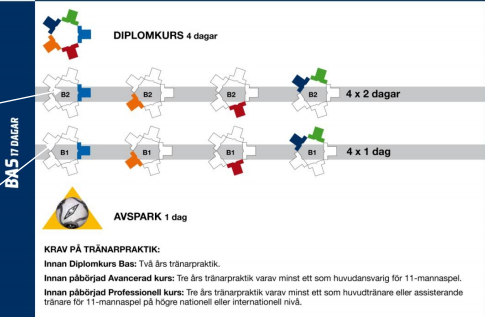 DIPLOMKURS 4 dagar
B2
B2
B2
B2
4 x 2 dagar
BAS 17 DAGAR
B1
B1
B1
B1
4 x 1 dag
AVSPARK 1 dag
KRAV PÅ TRÄNARPRAKTIK:
Innan Diplomkurs Bas: Två års tränarpraktik.
Innan påbörjad Avancerad kurs: Tre års tränarpraktik varav minst ett som huvudansvarig för 11-mannaspel.
Innan påbörjad Professionell kurs: Tre års tränarpraktik varav minst ett som huvudtränare eller assisterande
tränare för 11-mannaspel på högre nationell eller internationell nivå.